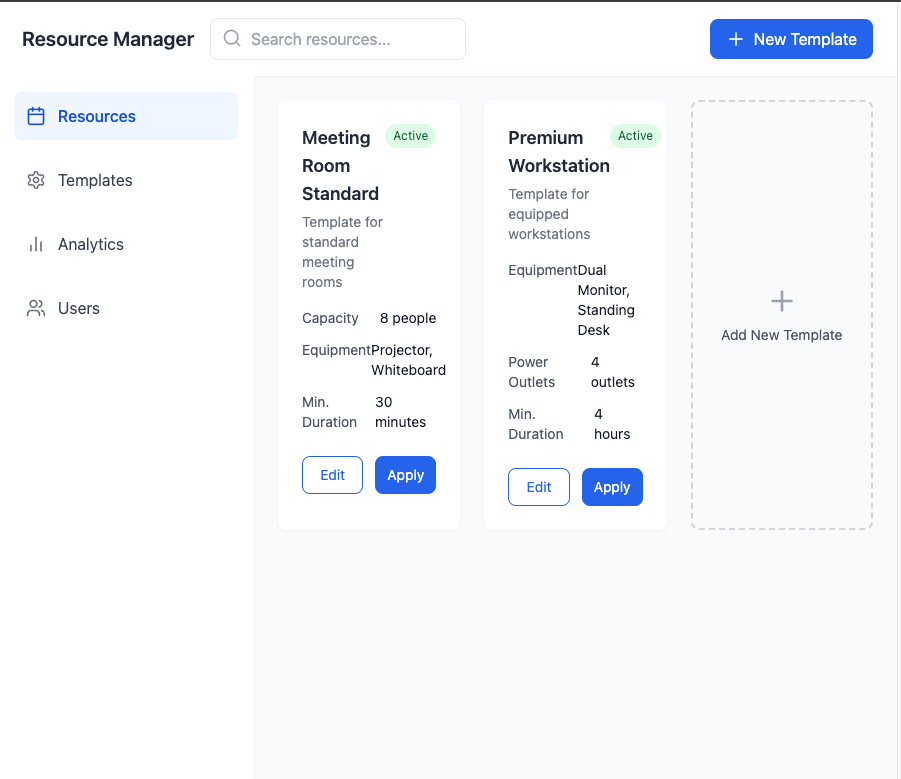 Resource Manager
Search resources...
New Template
Resources
Templates
Analytics
Users
Meeting
Room
Standard
Active
Template for
standard
meeting
rooms
Capacity 8 people
Equipment Projector,
Whiteboard
Min. 30
Duration minutes
Edit Apply
Premium
Workstation
Active
Template for
equipped
workstations
Equipment Dual
Monitor,
Standing
Desk
Power 4
Outlets outlets
Min. 4
Duration hours
Edit Apply
Add New Template